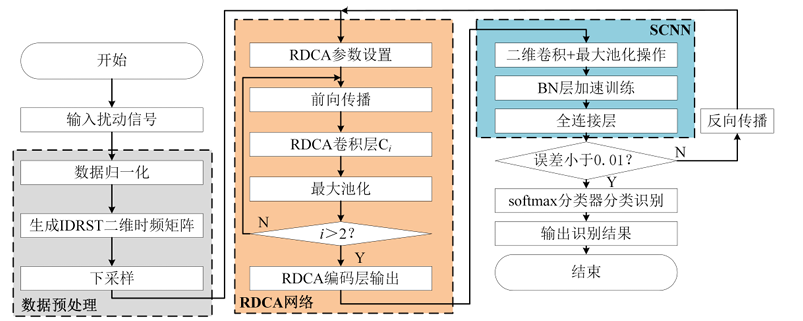 开始
输入扰动信号
数据归一化
生成IDRST二维时频矩阵
下采样
数据预处理
RDCA参数设置
前向传播
RDCA卷积层Ci
最大池化
N
i＞2？
Y
RDCA编码层输出
RDCA网络
SCNN
二维卷积+最大池化操作
BN层加速训练
全连接层
反向传播
误差小于0.01？
N
Y
softmax分类器分类识别
输出识别结果
结束